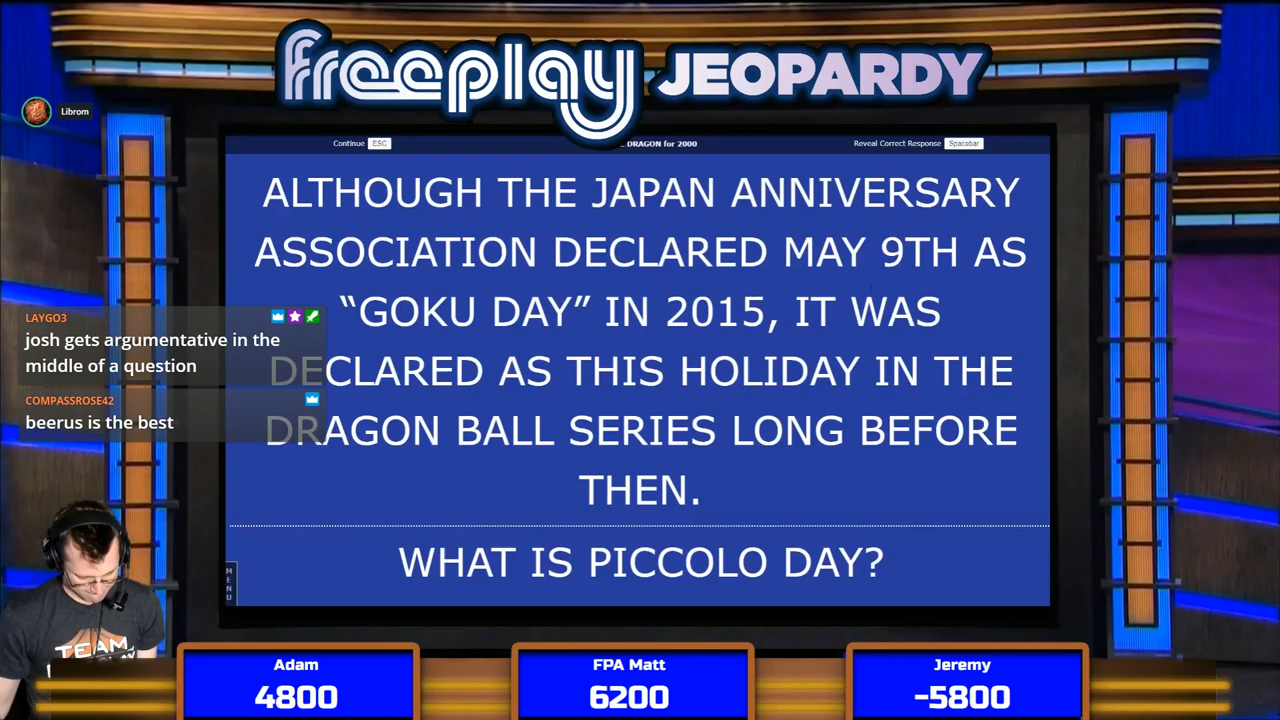 freeplay JEOPARDY
Librom
Continue ESC
DRAGON for 2000
Reveal Correct Response Spacebar
ALTHOUGH THE JAPAN ANNIVERSARY
ASSOCIATION DECLARED MAY 9TH AS
“GOKU DAY” IN 2015, IT WAS
DECLARED AS THIS HOLIDAY IN THE
DRAGON BALL SERIES LONG BEFORE
THEN.
WHAT IS PICCOLO DAY?
MENU
LAYGO3
josh gets argumentative in the
middle of a question
COMPASSROSE42
beerus is the best
TEAM
Adam
4800
FPA Matt
6200
Jeremy
-5800